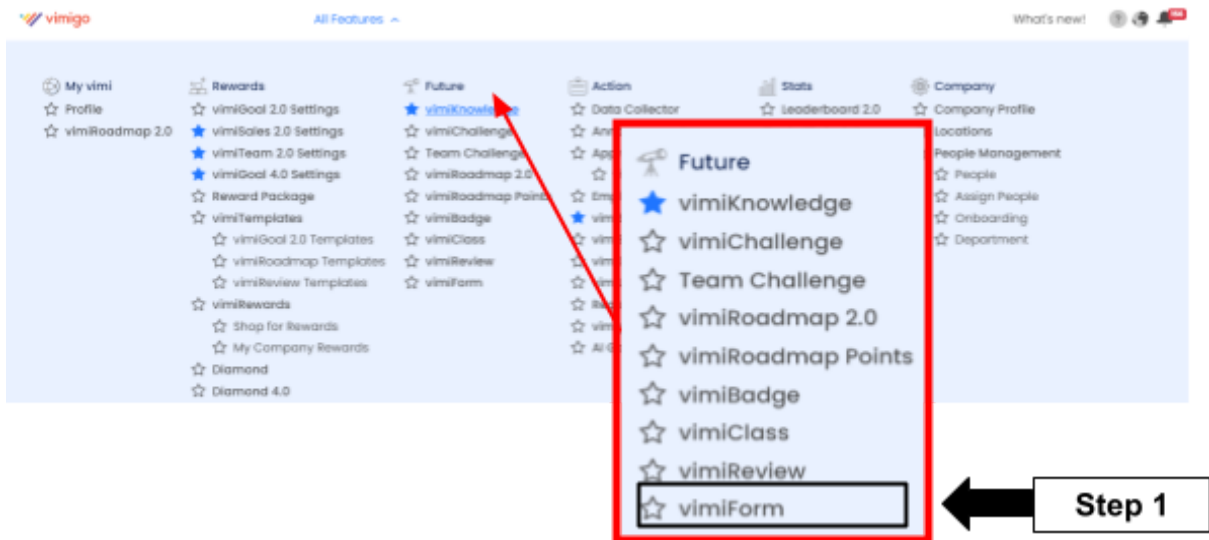 vimigo
All Features
What's new!
My vimi
Profile
vimiRoadmap 2.0
Rewards
vimiGoal 2.0 Settings
vimiSales 2.0 Settings
vimiTeam 2.0 Settings
vimiGoal 4.0 Settings
Reward Package
vimiTemplates
vimiGoal 2.0 Templates
vimiRoadmap Templates
vimiReview Templates
vimiRewards
Shop for Rewards
My Company Rewards
Diamond
Diamond 4.0
Future
vimiKnowledge
vimiChallenge
Team Challenge
vimiRoadmap 2.0
vimiRoadmap Points
vimiBadge
vimiClass
vimiReview
vimiForm
Action
Data Collector
Stats
Leaderboard 2.0
Company
Company Profile
Locations
People Management
People
Assign People
Onboarding
Department
Future
vimiKnowledge
vimiChallenge
Team Challenge
vimiRoadmap 2.0
vimiRoadmap Points
vimiBadge
vimiClass
vimiReview
vimiForm
Step 1